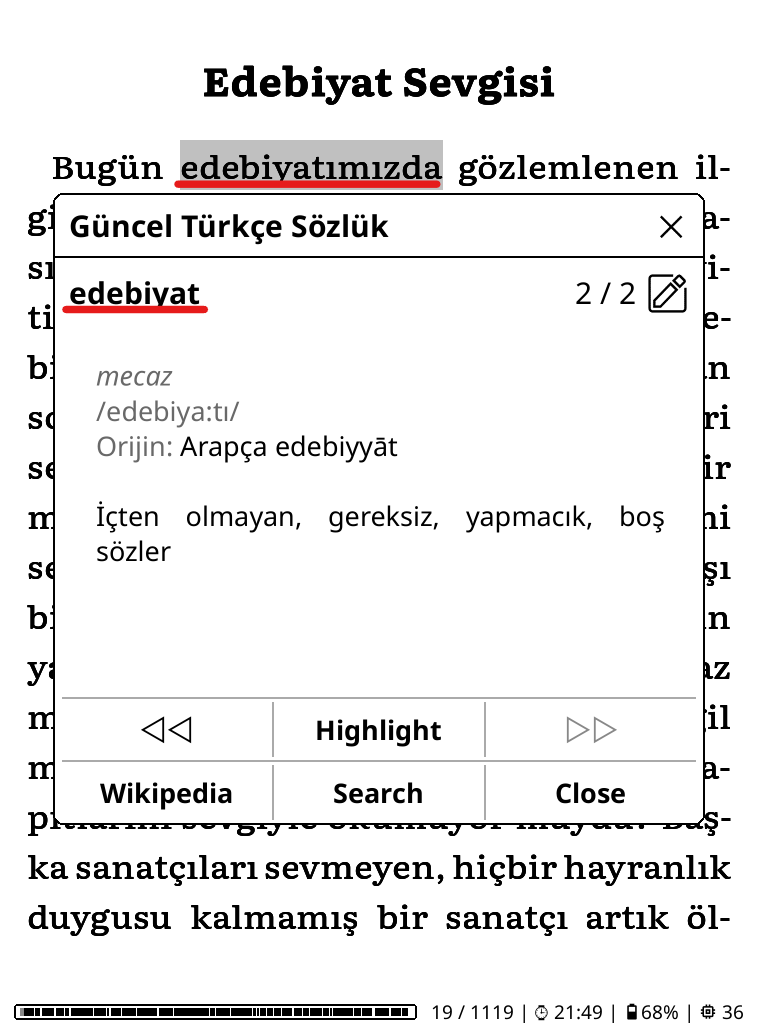 Edebiyat Sevgisi
Bugün edebiyatımızda gözlemlenen il-
Güncel Türkçe Sözlük
edebiyat 2 / 2
mecaz
/edebiya:tı/
Orijin: Arapça edebiyyāt
İçten olmayan, gereksiz, yapmacık, boş
sözler
Highlight
Wikipedia Search Close
ka sanatçıları sevmeyen, hiçbir hayranlık
duygusu kalmamış bir sanatçı artık öl-
19 / 1119 | 21:49 | 68% | 36